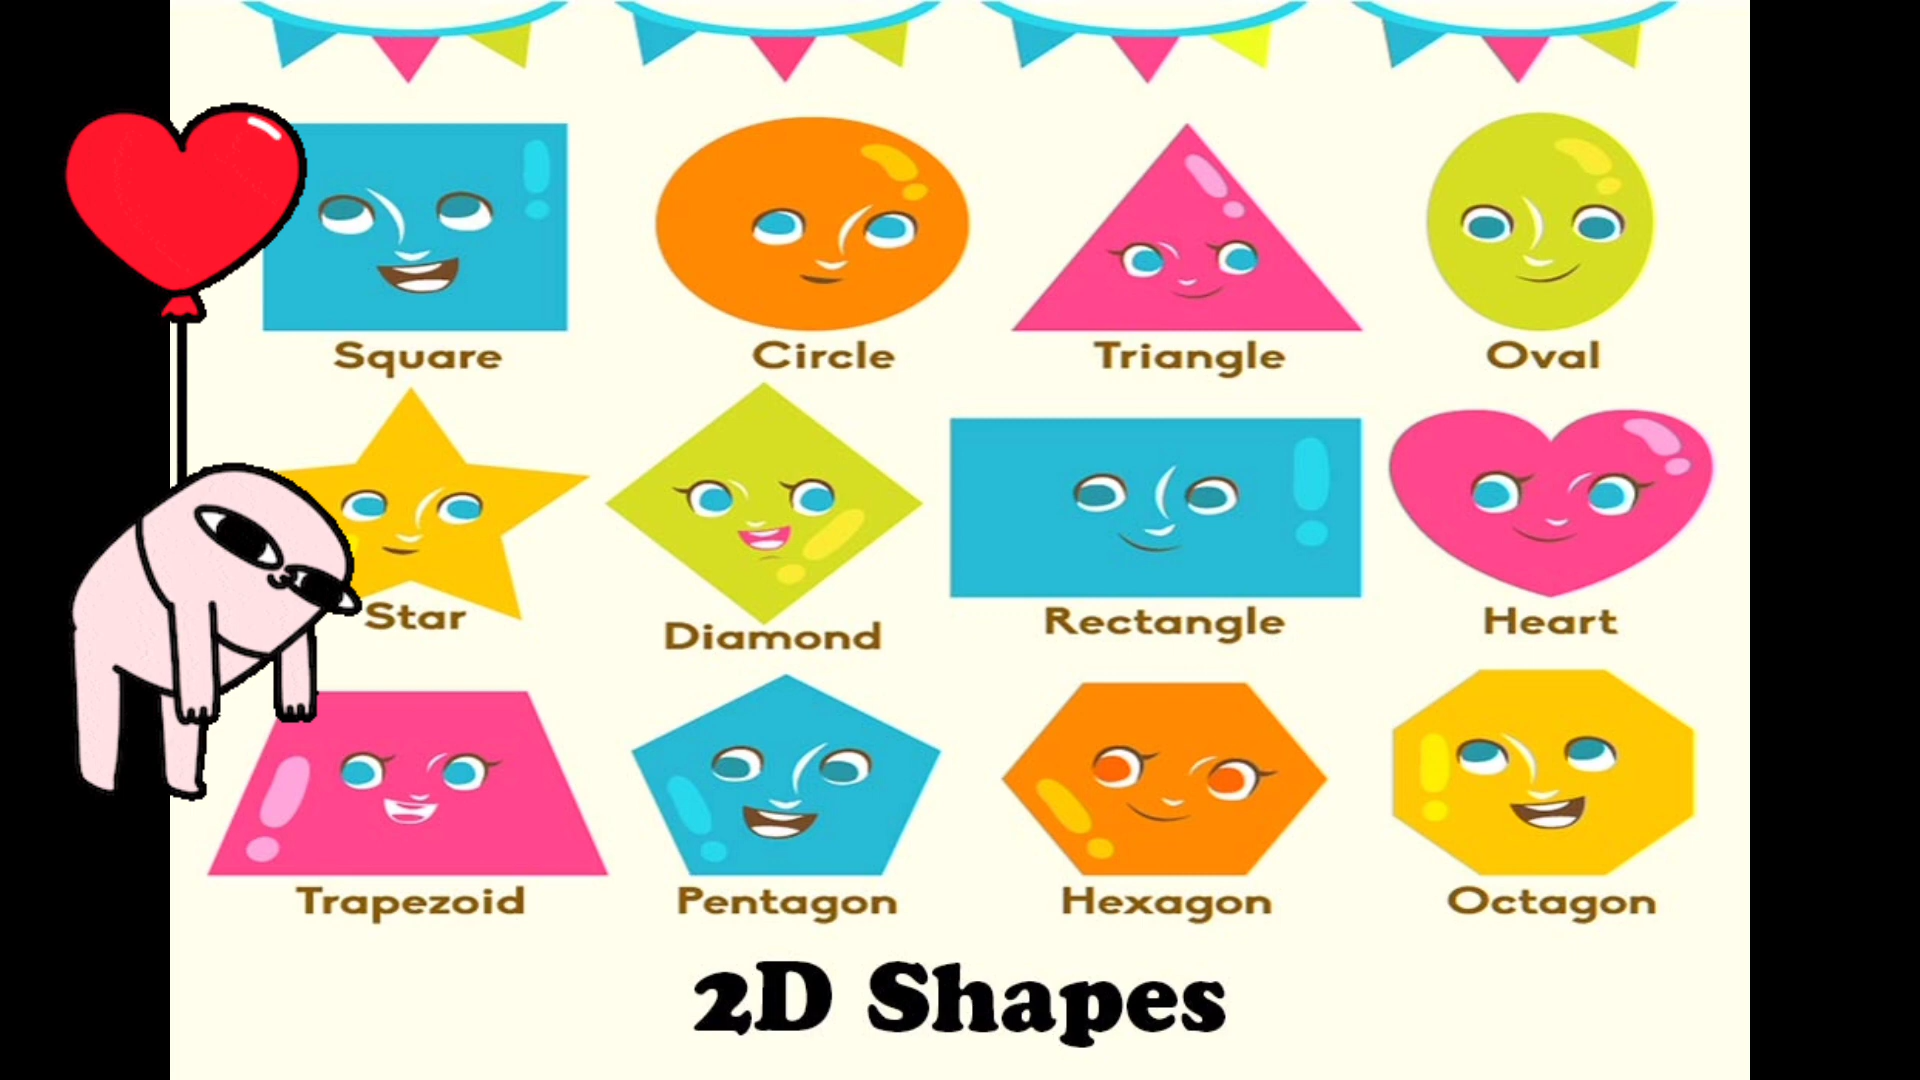 Square
Circle
Triangle
Oval
Star
Diamond
Rectangle
Heart
Trapezoid
Pentagon
Hexagon
Octagon
2D Shapes